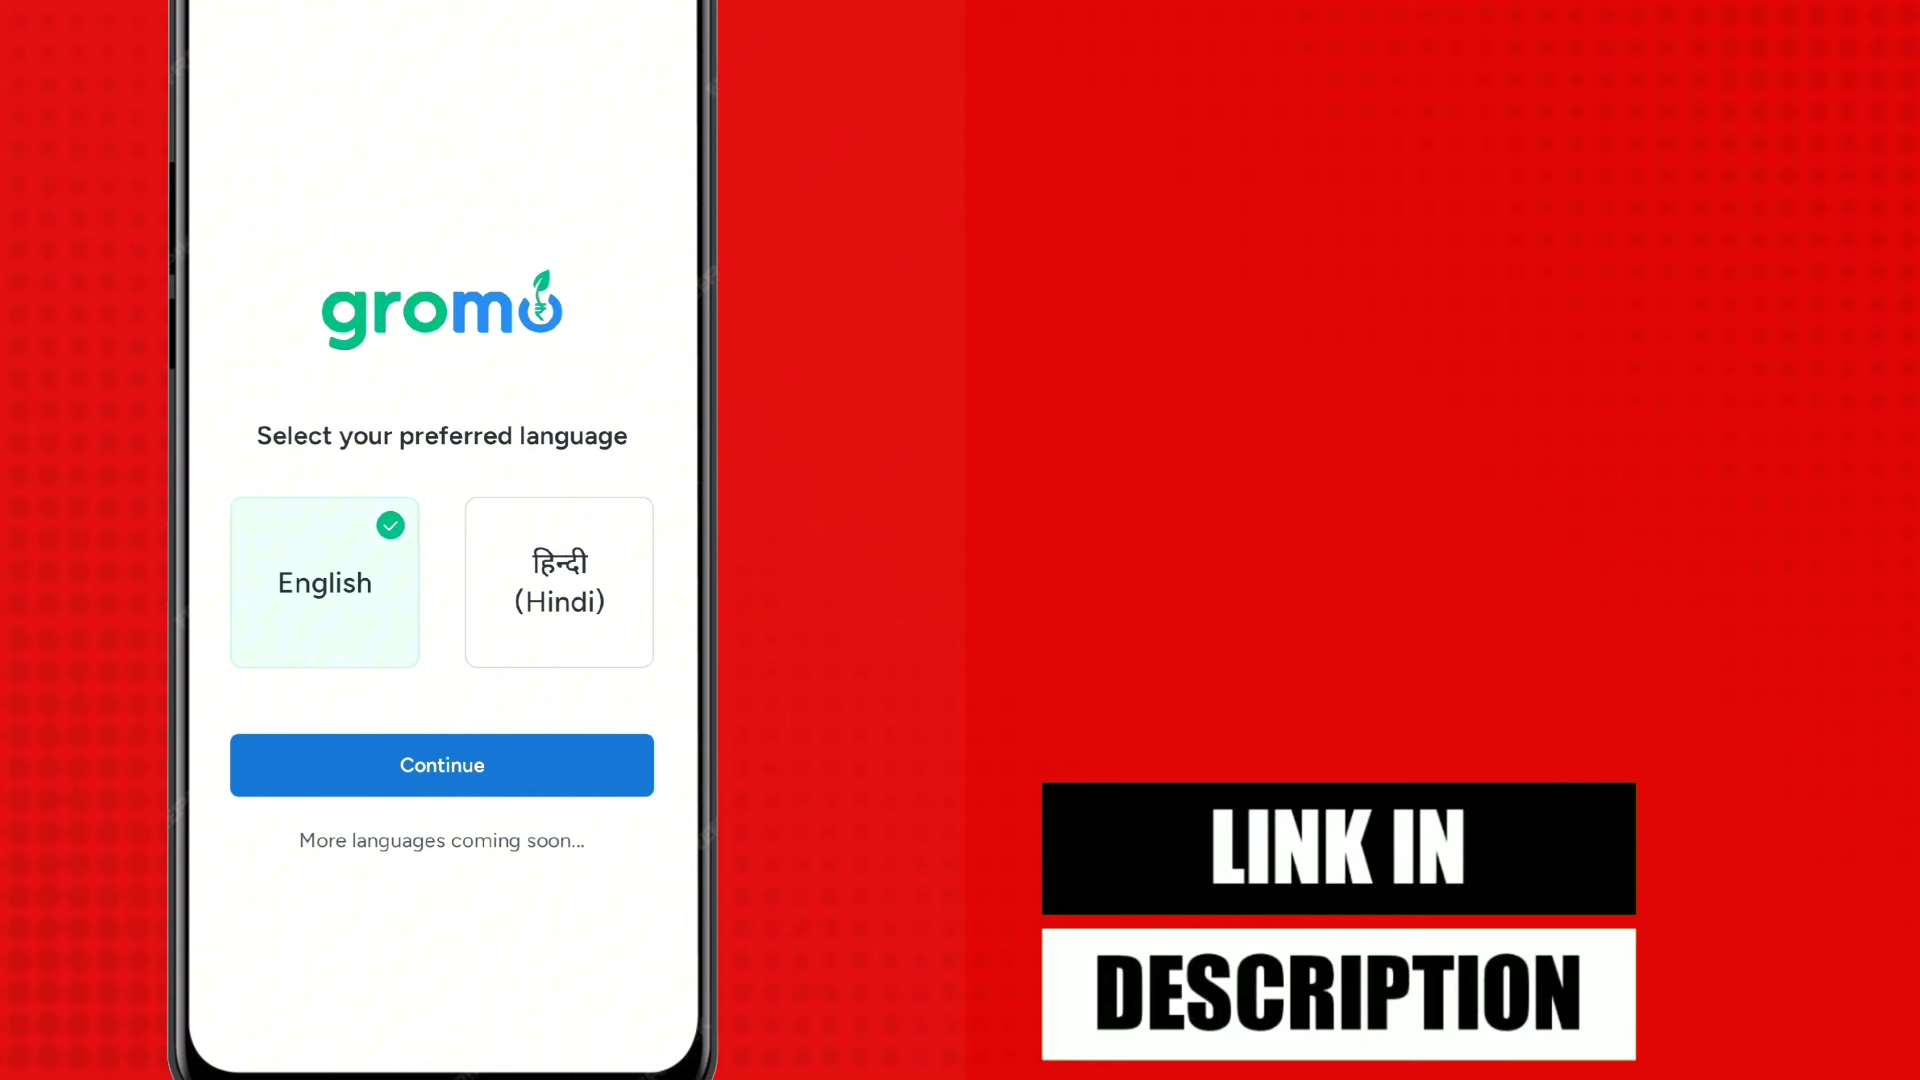 gromo
Select your preferred language
English
हिन्दी
(Hindi)
Continue
More languages coming soon...
LINK IN
DESCRIPTION